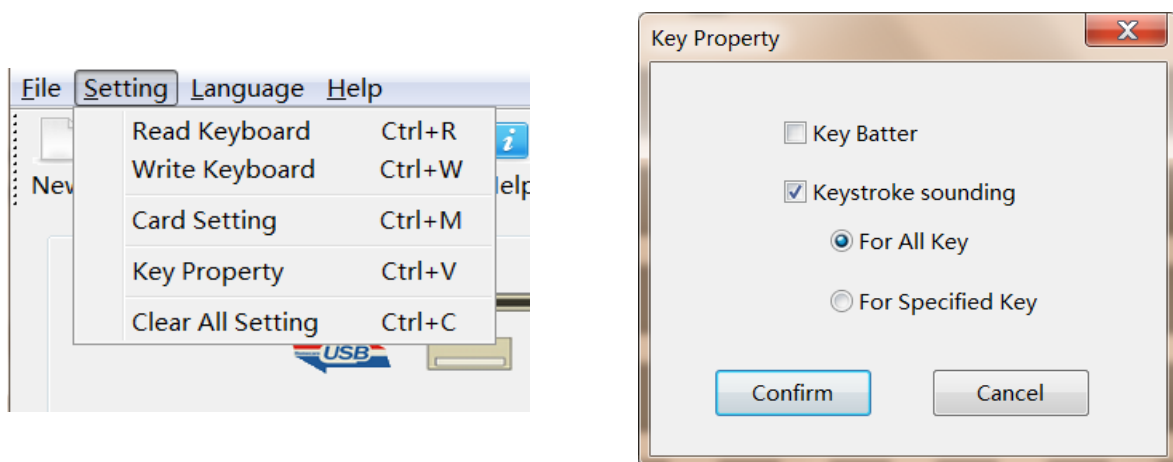 File Setting Language Help
Read Keyboard Ctrl+R
Write Keyboard Ctrl+W
Card Setting Ctrl+M
Key Property Ctrl+V
Clear All Setting Ctrl+C
USB
Key Property
Key Batter
Keystroke sounding
For All Key
For Specified Key
Confirm Cancel